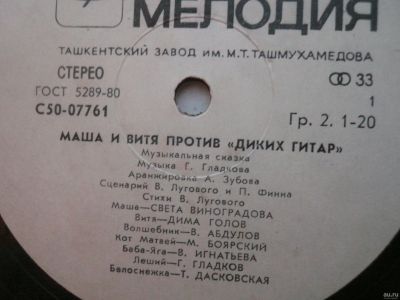 МЕЛОДИЯ
ТАШКЕНТСКИЙ ЗАВОД ИМ. М.Т. ТАШМУХАМЕДОВА
СТЕРЕО
33
ГОСТ 5289-80
1
С50-07761
Гр. 2. 1-20
МАША И ВИТЯ ПРОТИВ «ДИКИХ ГИТАР»
Музыкальная сказка
Музыка Г. Гладкова
Аранжировка А. Зубова
Сценарий В. Лугового и П. Финна
Стихи В. Лугового
Маша—СВЕТА ВИНОГРАДОВА
Витя—ДИМА ГОЛОВ
Волшебник—В. АБДУЛОВ
Кот Матвей—М. БОЯРСКИЙ
Баба-Яга—В. ИГНАТЬЕВА
Леший—Г. ГЛАДКОВ
Белоснежка—Т. ДАСКОВСКАЯ
au.ru